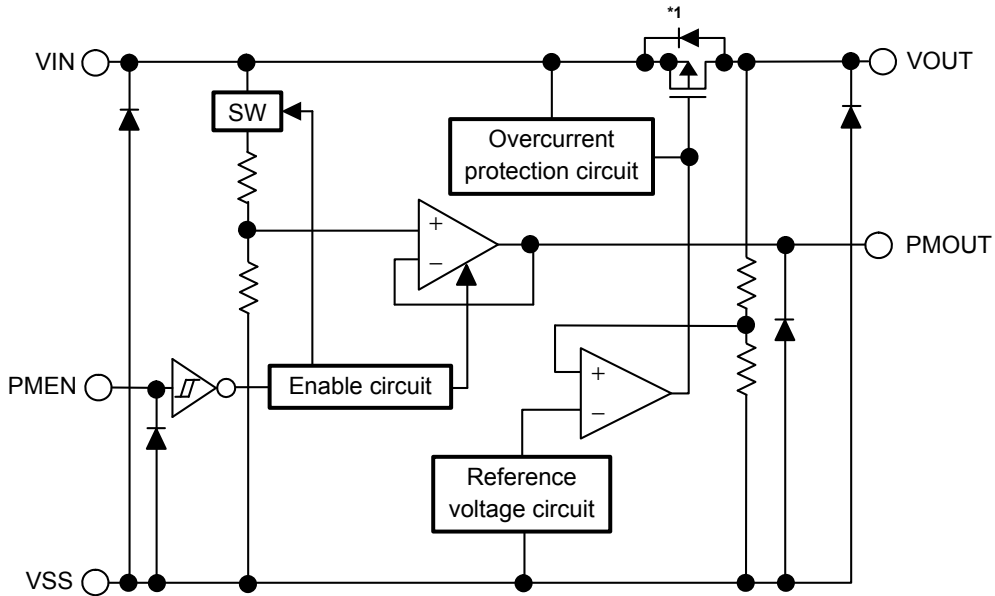 *1
VIN
VOUT
SW
Overcurrent
protection circuit
+
−
PMOUT
PMEN
Enable circuit
+
−
Reference
voltage circuit
VSS